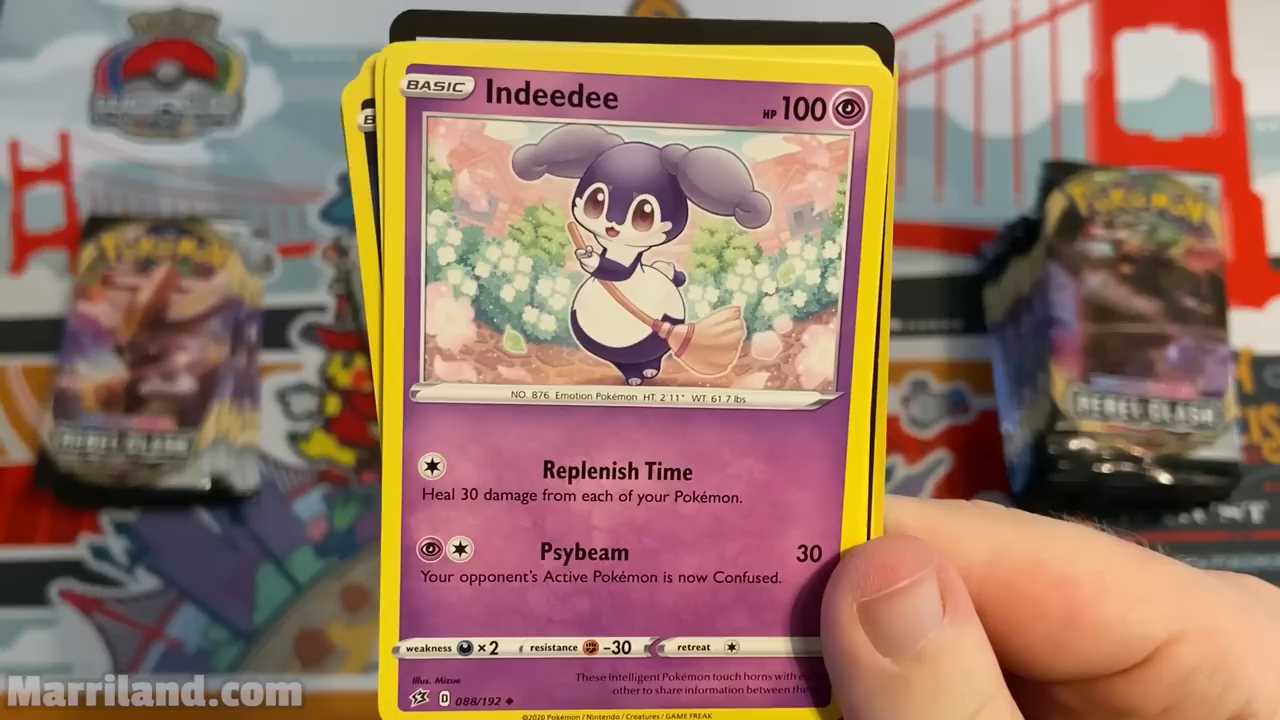 WORLD
BASIC Indeedee HP 100
POKéMON
POKéMON
NO. 876 Emotion Pokémon HT: 2'11" WT: 61.7 lbs
REBEL CLASH
REBEL CLASH
Replenish Time
Heal 30 damage from each of your Pokémon.
Psybeam 30
Your opponent's Active Pokémon is now Confused.
weakness ×2 resistance -30 retreat
Illus. Mizue
These intelligent Pokémon touch horns with
other to share information between
D 088/192
©2020 Pokémon / Nintendo / Creatures / GAME FREAK
Marriland.com